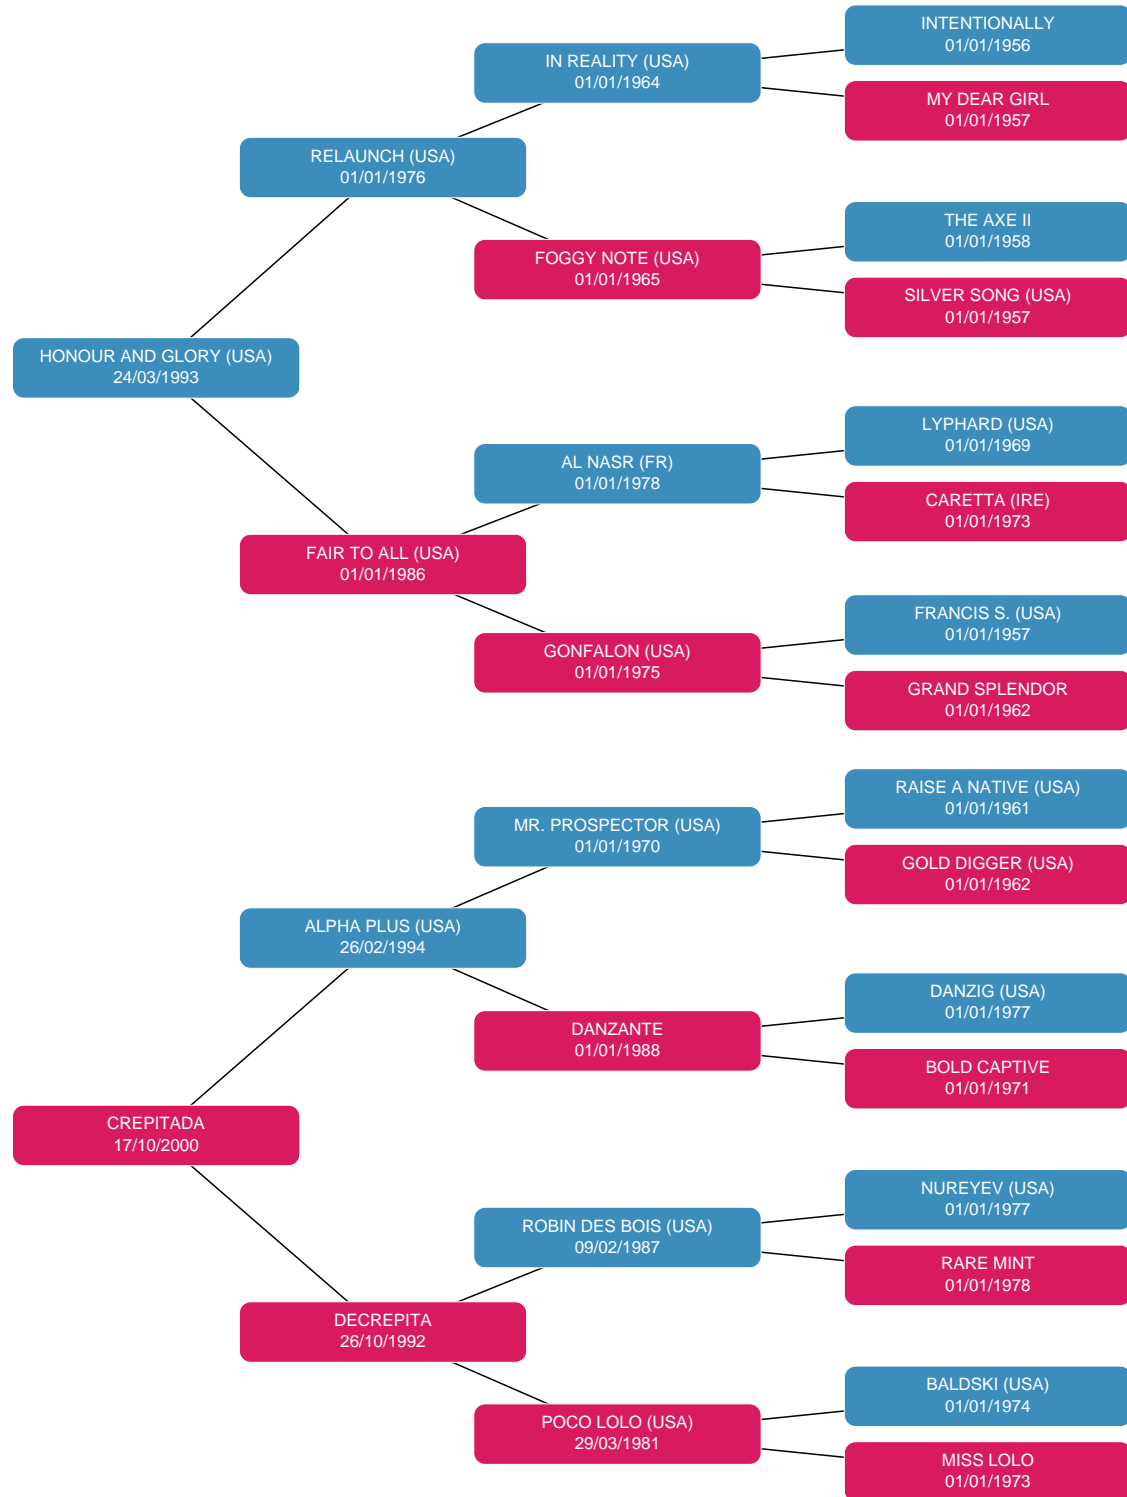 INTENTIONALLY
01/01/1956
IN REALITY (USA)
01/01/1964
MY DEAR GIRL
01/01/1957
RELAUNCH (USA)
01/01/1976
THE AXE II
01/01/1958
FOGGY NOTE (USA)
01/01/1965
SILVER SONG (USA)
01/01/1957
HONOUR AND GLORY (USA)
24/03/1993
LYPHARD (USA)
01/01/1969
AL NASR (FR)
01/01/1978
CARETTA (IRE)
01/01/1973
FAIR TO ALL (USA)
01/01/1986
FRANCIS S. (USA)
01/01/1957
GONFALON (USA)
01/01/1975
GRAND SPLENDOR
01/01/1962
RAISE A NATIVE (USA)
01/01/1961
MR. PROSPECTOR (USA)
01/01/1970
GOLD DIGGER (USA)
01/01/1962
ALPHA PLUS (USA)
26/02/1994
DANZIG (USA)
01/01/1977
DANZANTE
01/01/1988
BOLD CAPTIVE
01/01/1971
CREPITADA
17/10/2000
NUREYEV (USA)
01/01/1977
ROBIN DES BOIS (USA)
09/02/1987
RARE MINT
01/01/1978
DECREPITA
26/10/1992
BALDSKI (USA)
01/01/1974
POCO LOLO (USA)
29/03/1981
MISS LOLO
01/01/1973